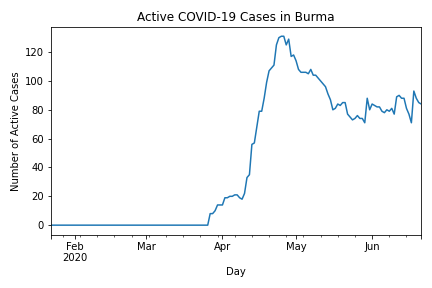 Active COVID-19 Cases in Burma
Number of Active Cases
120
100
80
60
40
20
0
Feb Mar Apr May Jun
2020
Day